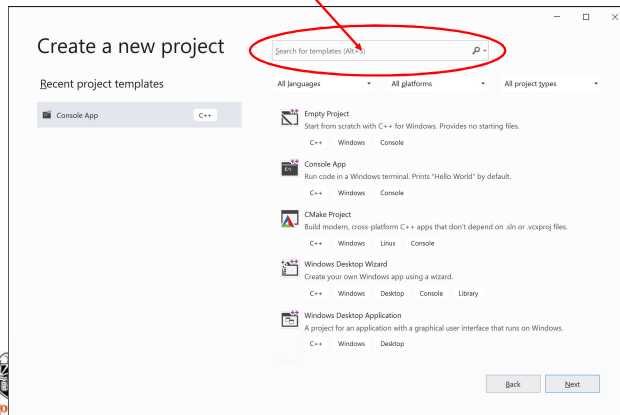 Create a new project
Search for templates (Alt+S)
Recent project templates
Console App C++
All languages All platforms All project types
Empty Project
Start from scratch with C++ for Windows. Provides no starting files.
C++ Windows Console
Console App
Run code in a Windows terminal. Prints "Hello World" by default.
C++ Windows Console
CMake Project
Build modern, cross-platform C++ apps that don't depend on .sln or .vcxproj files.
C++ Windows Linux Console
Windows Desktop Wizard
Create your own Windows app using a wizard.
C++ Windows Desktop Console Library
Windows Desktop Application
A project for an application with a graphical user interface that runs on Windows.
C++ Windows Desktop
Back Next